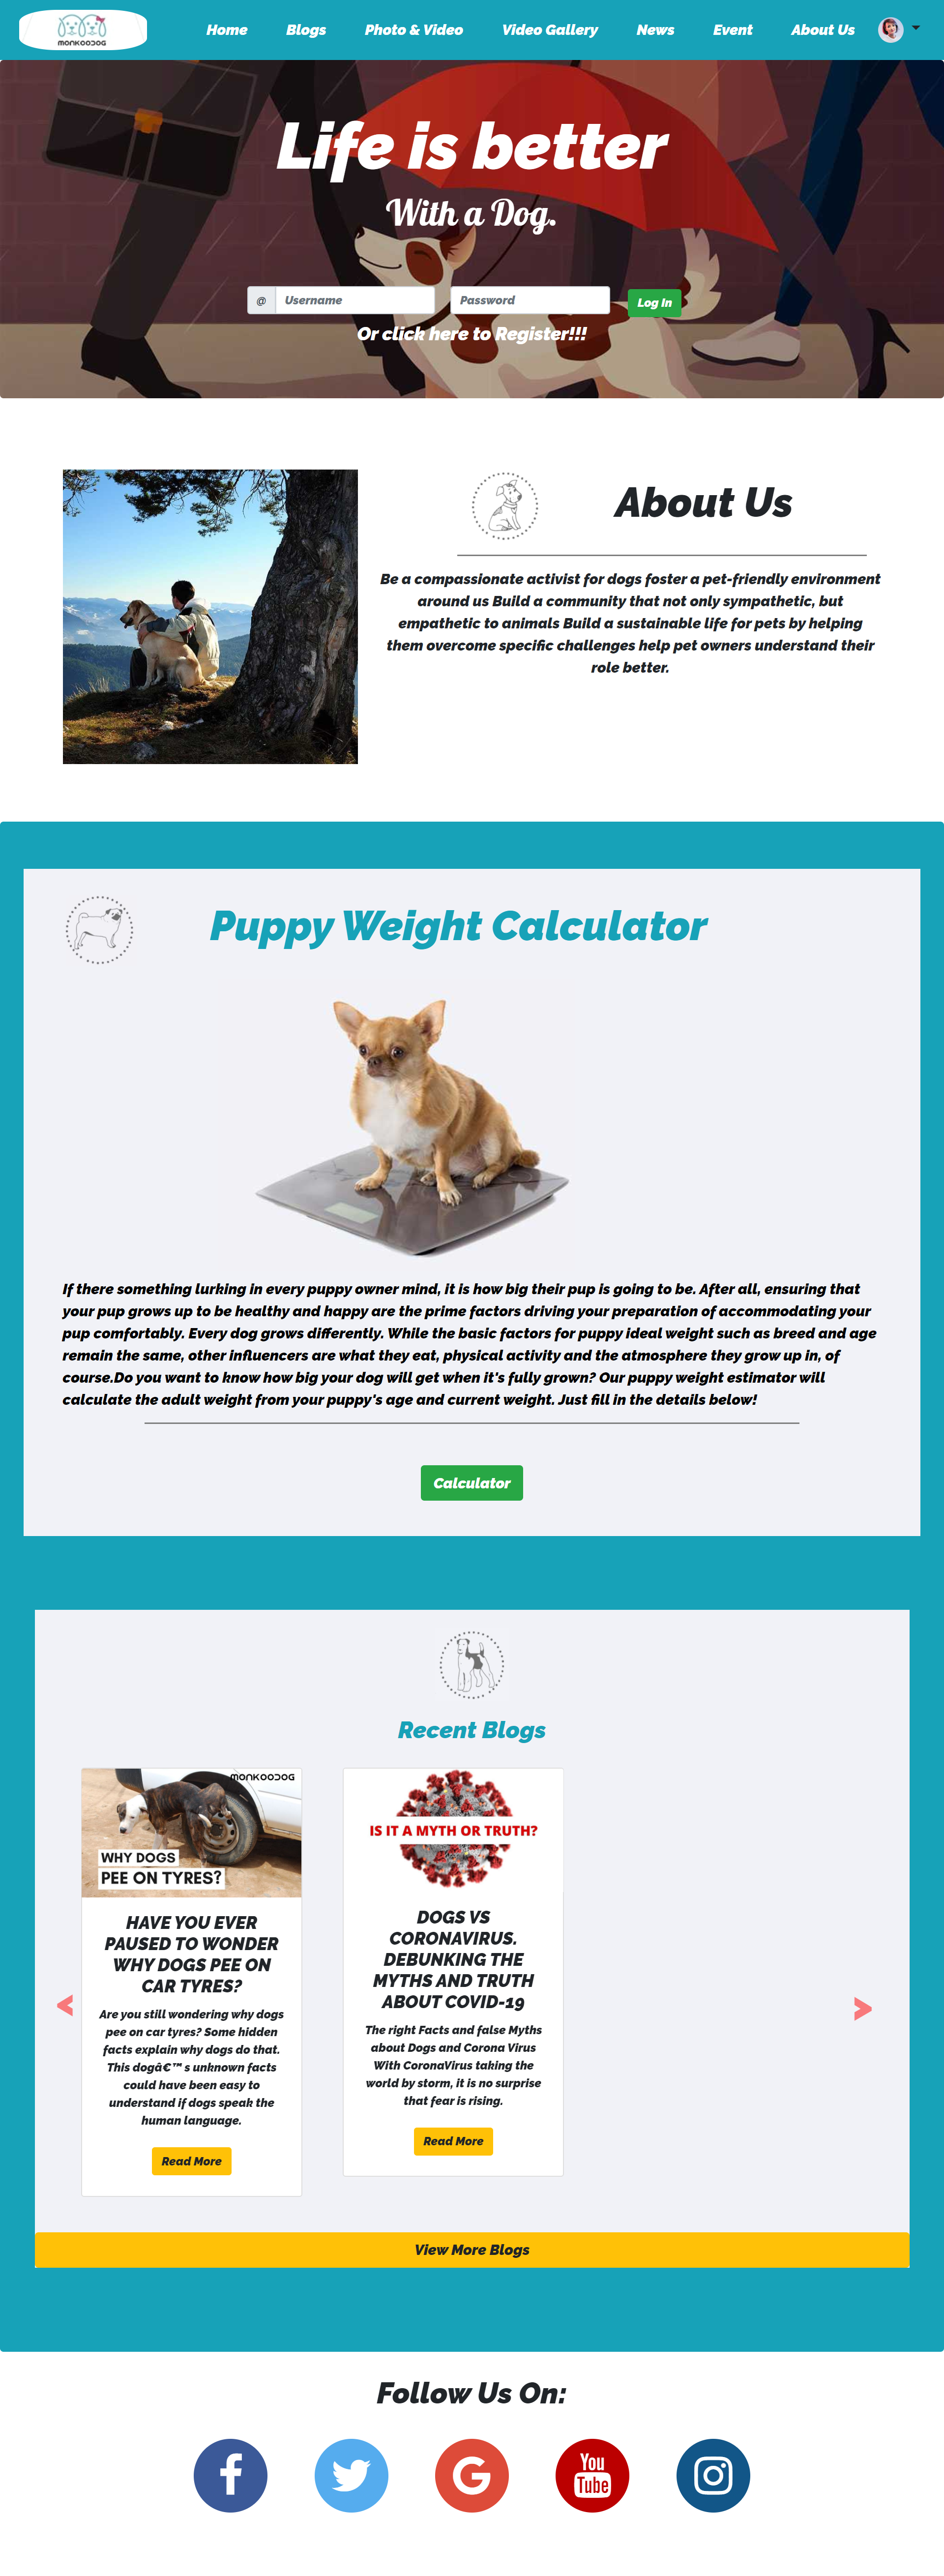 MONKOODOG
Home Blogs Photo & Video Video Gallery News Event About Us
Life is better
With a Dog.
@ Username Password Log In
Or click here to Register!!!
About Us
Be a compassionate activist for dogs foster a pet-friendly environment
around us Build a community that not only sympathetic, but
empathetic to animals Build a sustainable life for pets by helping
them overcome specific challenges help pet owners understand their
role better.
Puppy Weight Calculator
If there something lurking in every puppy owner mind, it is how big their pup is going to be. After all, ensuring that
your pup grows up to be healthy and happy are the prime factors driving your preparation of accommodating your
pup comfortably. Every dog grows differently. While the basic factors for puppy ideal weight such as breed and age
remain the same, other influencers are what they eat, physical activity and the atmosphere they grow up in, of
course.Do you want to know how big your dog will get when it's fully grown? Our puppy weight estimator will
calculate the adult weight from your puppy's age and current weight. Just fill in the details below!
Calculator
Recent Blogs
MONKOODOG
WHY DOGS
PEE ON TYRES?
HAVE YOU EVER
PAUSED TO WONDER
WHY DOGS PEE ON
CAR TYRES?
Are you still wondering why dogs
pee on car tyres? Some hidden
facts explain why dogs do that.
This dogâ€™ s unknown facts
could have been easy to
understand if dogs speak the
human language.
Read More
IS IT A MYTH OR TRUTH?
DOGS VS
CORONAVIRUS.
DEBUNKING THE
MYTHS AND TRUTH
ABOUT COVID-19
The right Facts and false Myths
about Dogs and Corona Virus
With CoronaVirus taking the
world by storm, it is no surprise
that fear is rising.
Read More
< >
View More Blogs
Follow Us On:
f G You
Tube